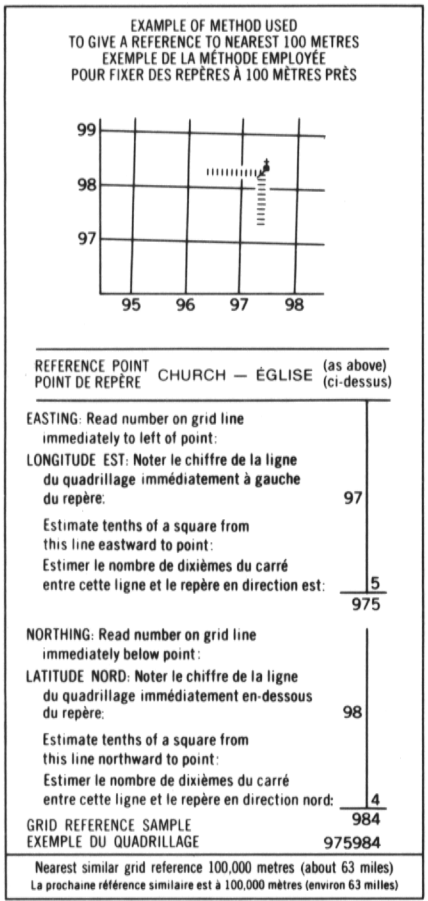 EXAMPLE OF METHOD USED
TO GIVE A REFERENCE TO NEAREST 100 METRES
EXEMPLE DE LA MÉTHODE EMPLOYÉE
POUR FIXER DES REPÈRES À 100 MÈTRES PRÈS
99
98
97
95 96 97 98
REFERENCE POINT
POINT DE REPÈRE
CHURCH — ÉGLISE
(as above)
(ci-dessus)
EASTING: Read number on grid line
immediately to left of point:
LONGITUDE EST: Noter le chiffre de la ligne
du quadrillage immédiatement à gauche
du repère: 97
Estimate tenths of a square from
this line eastward to point:
Estimer le nombre de dixièmes du carré
entre cette ligne et le repère en direction est: 5
975
NORTHING: Read number on grid line
immediately below point:
LATITUDE NORD: Noter le chiffre de la ligne
du quadrillage immédiatement en-dessous
du repère: 98
Estimate tenths of a square from
this line northward to point:
Estimer le nombre de dixièmes du carré
entre cette ligne et le repère en direction nord: 4
984
GRID REFERENCE SAMPLE
EXEMPLE DU QUADRILLAGE 975984
Nearest similar grid reference 100,000 metres (about 63 miles)
La prochaine référence similaire est à 100,000 mètres (environ 63 milles)